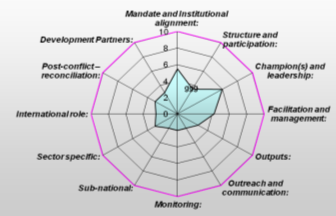 Mandate and Institutional
alignment:
Structure and
participation:
Champion(s) and
leadership:
Facilitation and
management:
Outputs:
Outreach and
communication:
Monitoring:
Sub-national:
Sector specific:
International role:
Post-conflict–
reconciliation:
Development Partners:
10
8
6
4
2
0